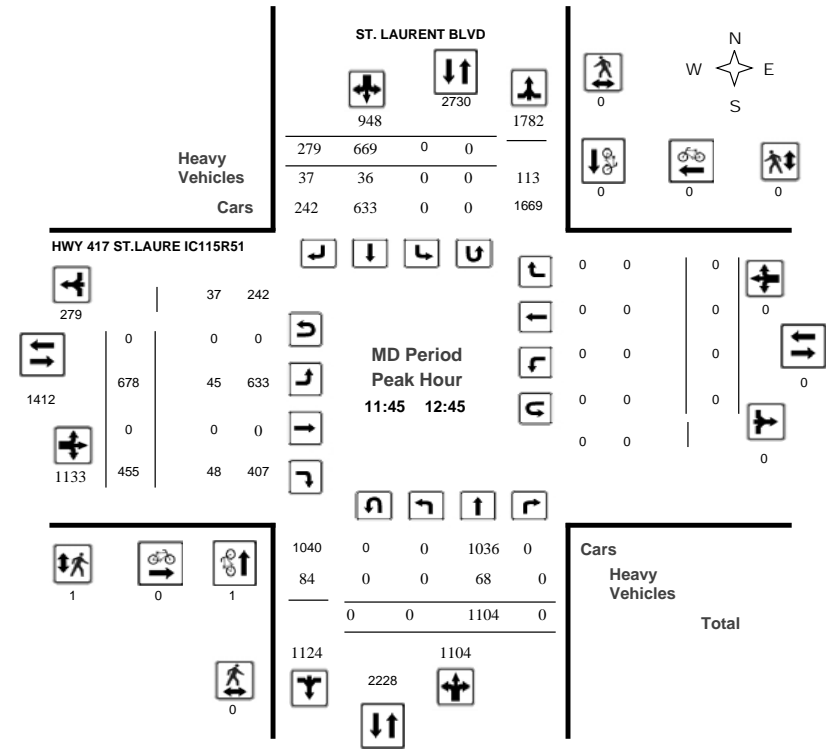 ST. LAURENT BLVD
N
W E
S
2730
0
948 1782
279 669 0 0
Heavy
Vehicles 37 36 0 0 113
Cars 242 633 0 0 1669
0 0 0
HWY 417 ST.LAURE IC115R51
279
37 242
0 0 0
678 45 633
0 0 0
455 48 407
1412
1133
MD Period
Peak Hour
11:45 12:45
0 0 0
0 0 0
0 0 0
0 0 0
0 0
0
0
0
1040 0 0 1036 0
84 0 0 68 0
0 0 1104 0
1124 1104
2228
Cars
Heavy
Vehicles
Total
1 0 1
0